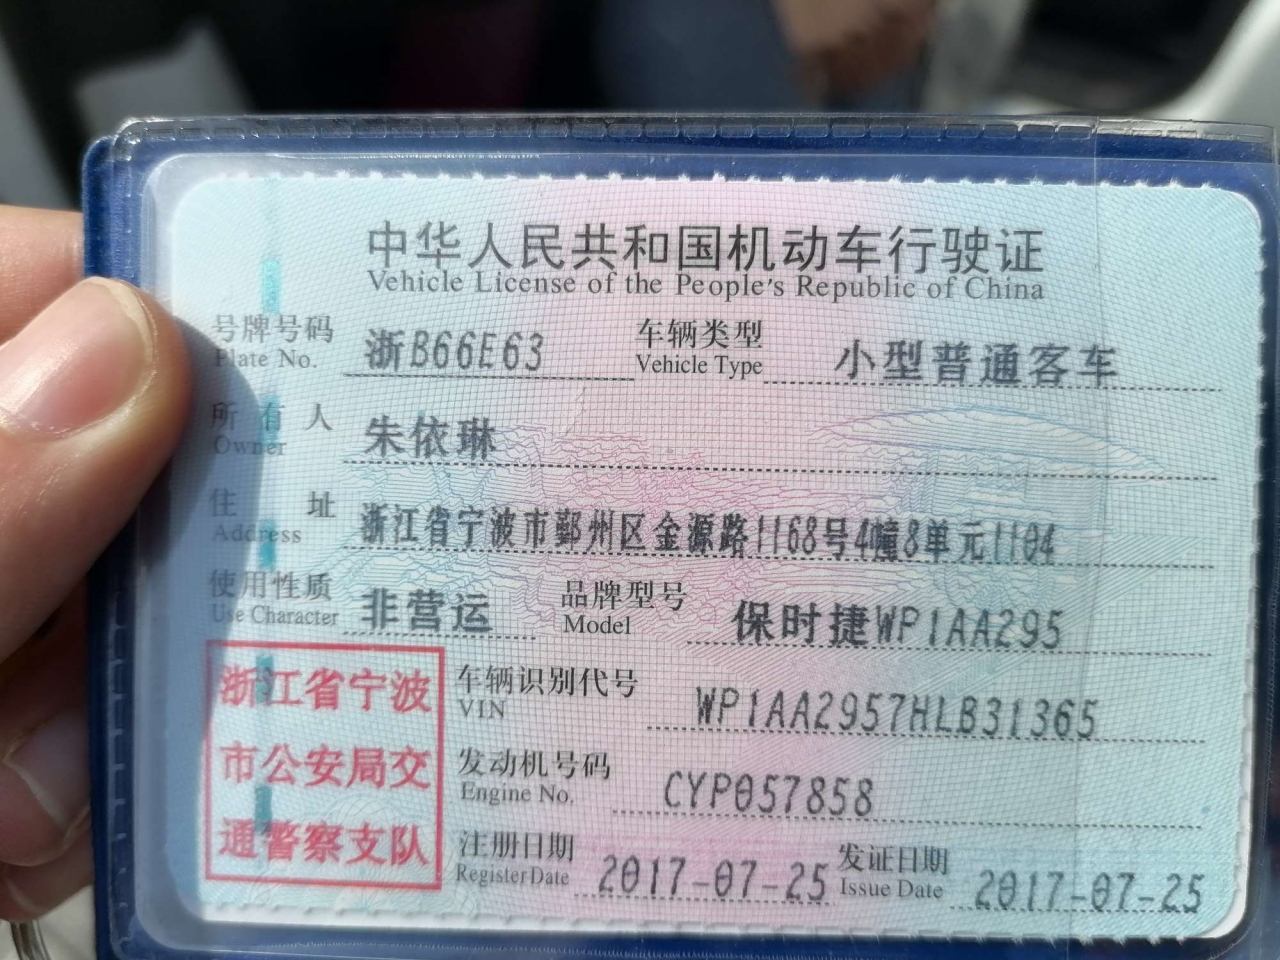 中华人民共和国机动车行驶证
Vehicle License of the People's Republic of China
号牌号码 浙B66E63 车辆类型 小型普通客车
Plate No. Vehicle Type
所有人 朱依琳
Owner
住址 浙江省宁波市鄞州区金源路1168号4幢8单元1104
Address
使用性质 非营运 品牌型号 保时捷WP1AA295
Use Character Model
浙江省宁波
市公安局交
通警察支队
车辆识别代号 WP1AA2957HLB31365
VIN
发动机号码 CYP057858
Engine No.
注册日期 2017-07-25 发证日期 2017-07-25
Register Date Issue Date